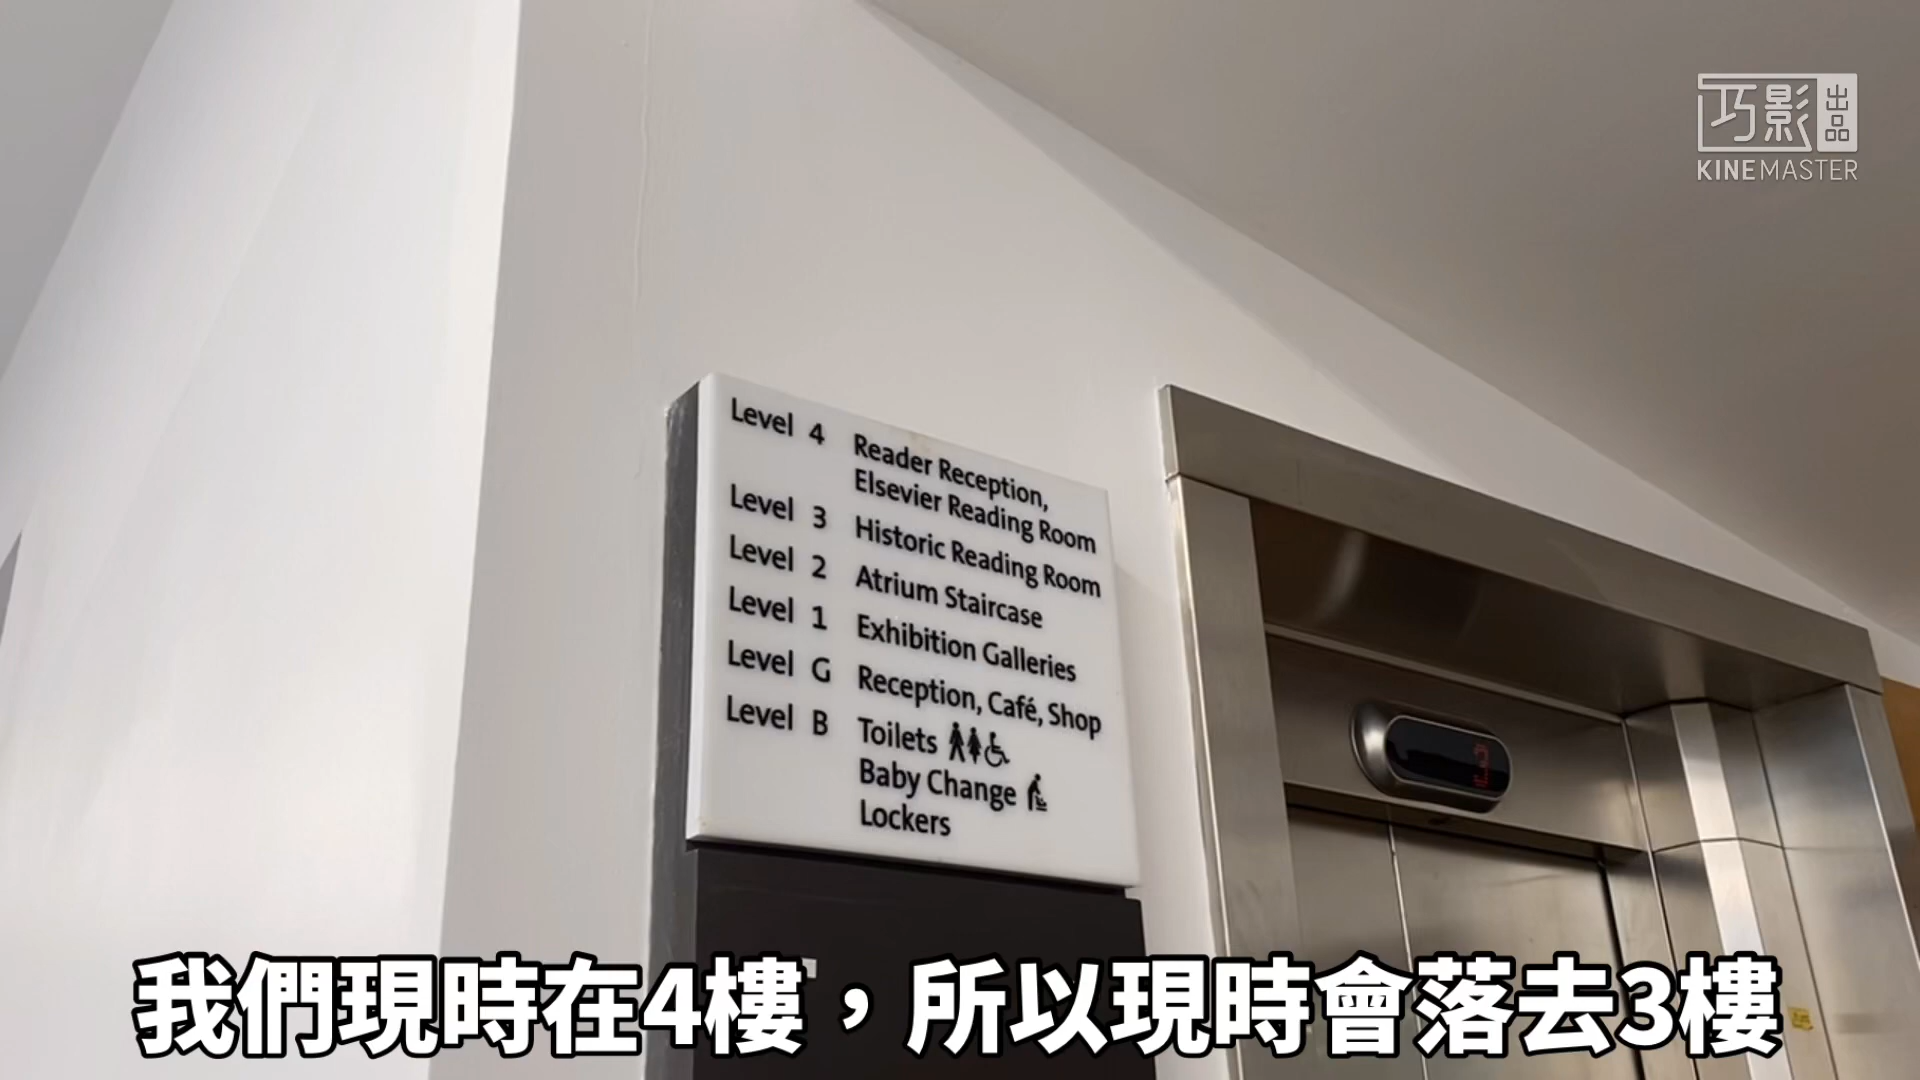 巧影出品
KINEMASTER
Level 4 Reader Reception,
Elsevier Reading Room
Level 3 Historic Reading Room
Level 2 Atrium Staircase
Level 1 Exhibition Galleries
Level G Reception, Café, Shop
Level B Toilets
Baby Change
Lockers
我們現時在4樓，所以現時會落去3樓